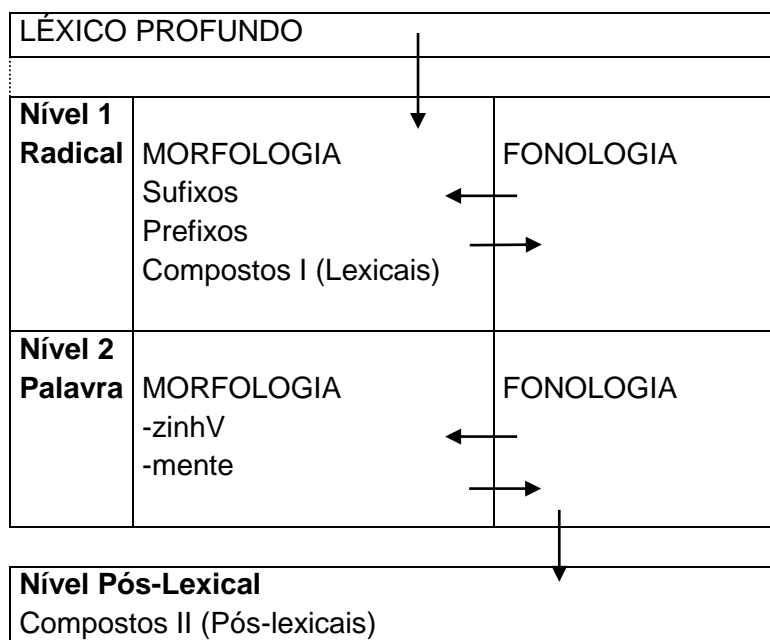 LÉXICO PROFUNDO
Nível 1
Radical MORFOLOGIA FONOLOGIA
Sufixos
Prefixos
Compostos I (Lexicais)
Nível 2
Palavra MORFOLOGIA FONOLOGIA
-zinhV
-mente
Nível Pós-Lexical
Compostos II (Pós-lexicais)